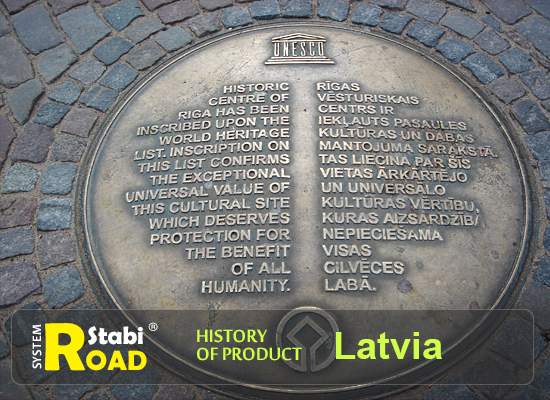 UNESCO
HISTORIC
CENTRE OF
RIGA HAS BEEN
INSCRIBED UPON THE
WORLD HERITAGE
LIST. INSCRIPTION ON
THIS LIST CONFIRMS
THE EXCEPTIONAL
UNIVERSAL VALUE OF
THIS CULTURAL SITE
WHICH DESERVES
PROTECTION FOR
THE BENEFIT
OF ALL
HUMANITY.
RĪGAS
VĒSTURISKAIS
CENTRS IR
IEKĻAUTS PASAULES
KULTŪRAS UN DABAS
MANTOJUMA SARAKSTĀ.
TAS LIECINA PAR ŠĪS
VIETAS ĀRKĀRTĒJO
UN UNIVERSĀLO
KULTŪRAS VĒRTĪBU,
KURAS AIZSARDZĪBA
NEPIECIEŠAMA
VISAS
CILVĒCES
LABĀ.
SYSTEM
Stabi ®
ROAD
HISTORY
OF PRODUCT
Latvia